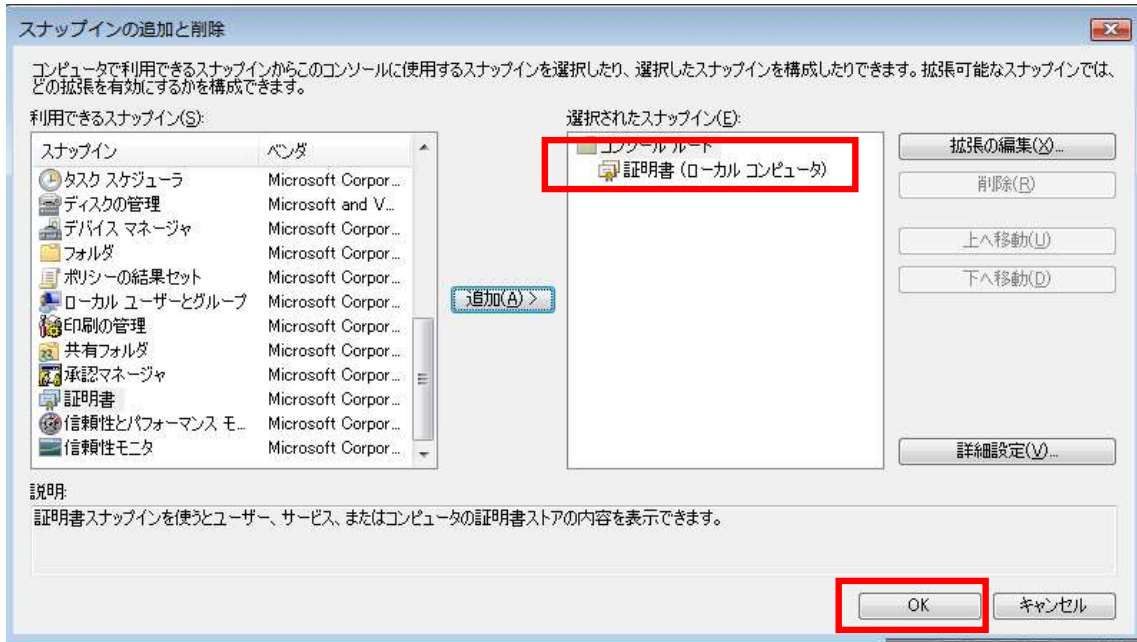 スナップインの追加と削除
コンピュータで利用できるスナップインからこのコンソールに使用するスナップインを選択したり、選択したスナップインを構成したりできます。拡張可能なスナップインでは、
どの拡張を有効にするかを構成できます。
利用できるスナップイン(S):
スナップイン ベンダ
タスク スケジューラ Microsoft Corpor...
ディスクの管理 Microsoft and V...
デバイス マネージャ Microsoft Corpor...
フォルダ Microsoft Corpor...
ポリシーの結果セット Microsoft Corpor...
ローカル ユーザーとグループ Microsoft Corpor...
印刷の管理 Microsoft Corpor...
共有フォルダ Microsoft Corpor...
承認マネージャ Microsoft Corpor...
証明書 Microsoft Corpor...
信頼性とパフォーマンス モ... Microsoft Corpor...
信頼性モニタ Microsoft Corpor...
追加(A) >
選択されたスナップイン(E):
コンソール ルート
証明書 (ローカル コンピュータ)
拡張の編集(X)...
削除(R)
上へ移動(U)
下へ移動(D)
詳細設定(V)...
説明:
証明書スナップインを使うとユーザー、サービス、またはコンピュータの証明書ストアの内容を表示できます。
OK キャンセル